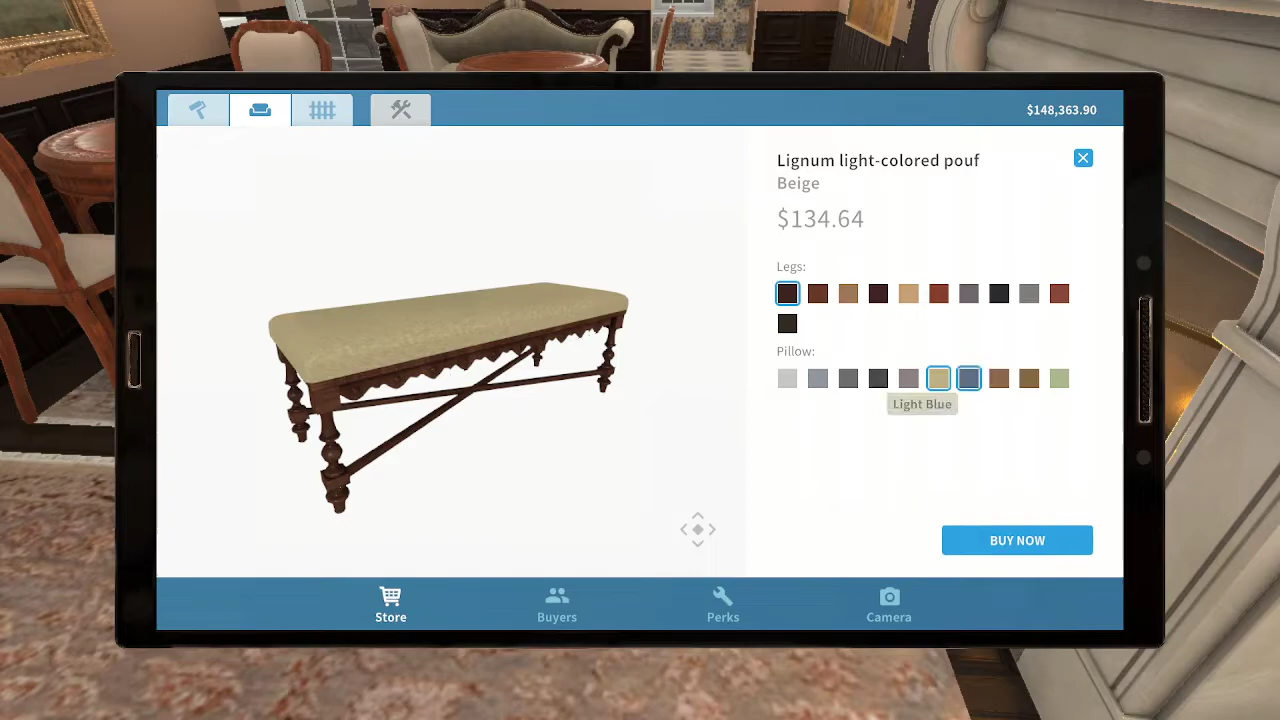 $148,363.90
Lignum light-colored pouf
Beige
$134.64
Legs:
Pillow:
Light Blue
BUY NOW
Store
Buyers
Perks
Camera